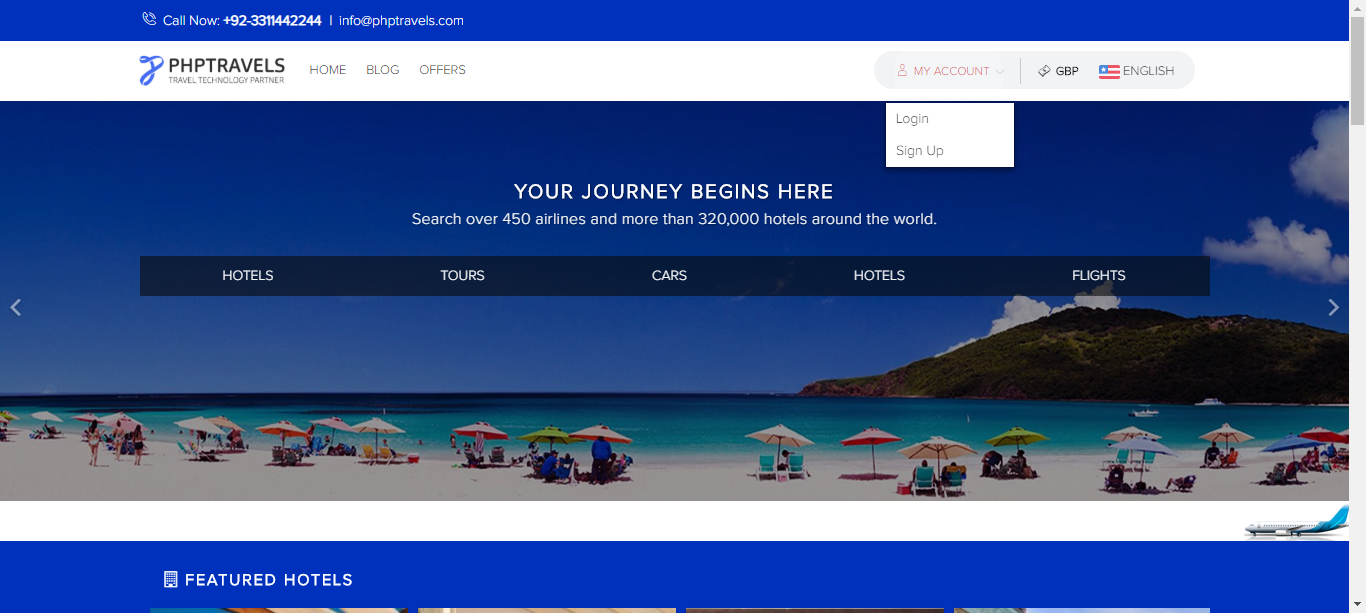 Call Now: +92-3311442244 | info@phptravels.com
PHPTRAVELS
TRAVEL TECHNOLOGY PARTNER
HOME BLOG OFFERS
MY ACCOUNT GBP ENGLISH
Login
Sign Up
YOUR JOURNEY BEGINS HERE
Search over 450 airlines and more than 320,000 hotels around the world.
HOTELS TOURS CARS HOTELS FLIGHTS
FEATURED HOTELS